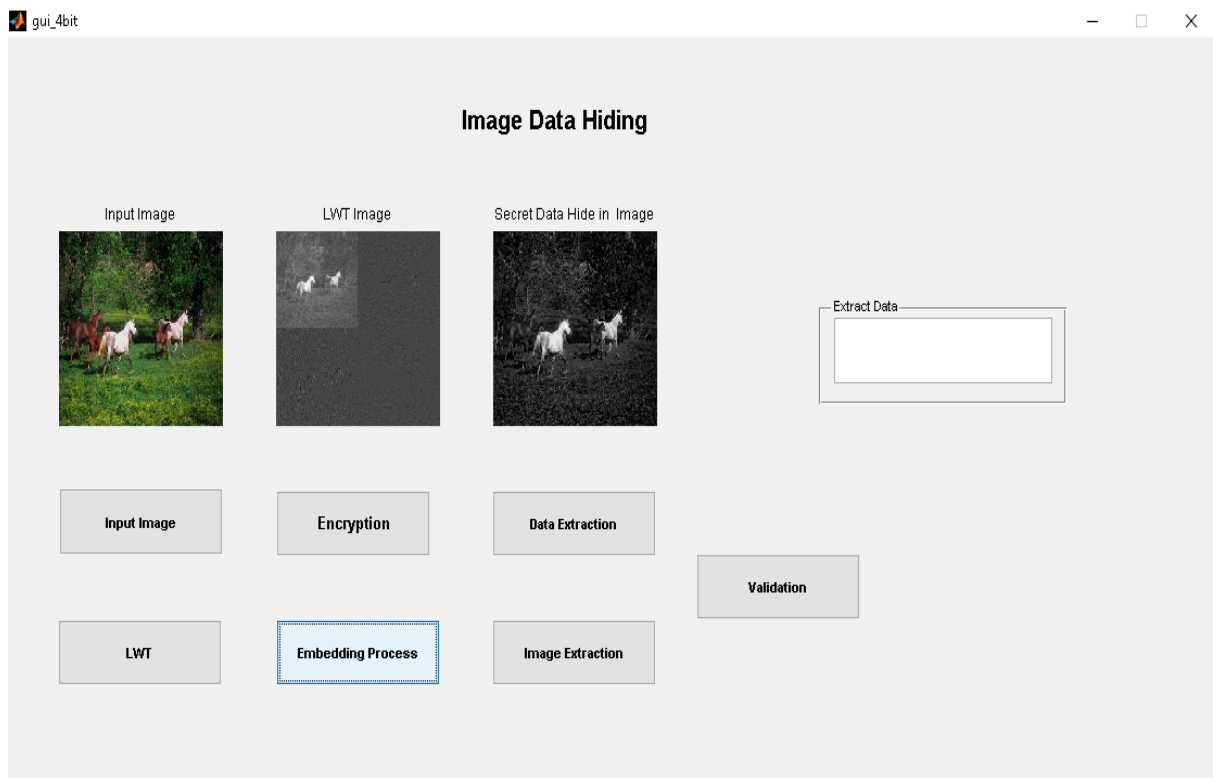 gui_4bit
Image Data Hiding
Input Image
LWT Image
Secret Data Hide in Image
Extract Data
Input Image
Encryption
Data Extraction
Validation
LWT
Embedding Process
Image Extraction